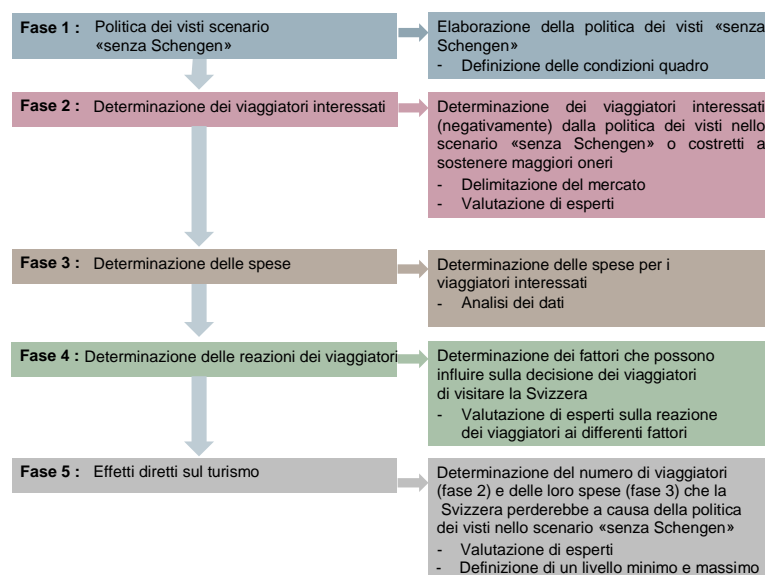 Fase 1 : Politica dei visti scenario
«senza Schengen»
Elaborazione della politica dei visti «senza
Schengen»
- Definizione delle condizioni quadro
Fase 2 : Determinazione dei viaggiatori interessati
Determinazione dei viaggiatori interessati
(negativamente) dalla politica dei visti nello
scenario «senza Schengen» o costretti a
sostenere maggiori oneri
- Delimitazione del mercato
- Valutazione di esperti
Fase 3 : Determinazione delle spese
Determinazione delle spese per i
viaggiatori interessati
- Analisi dei dati
Fase 4 : Determinazione delle reazioni dei viaggiatori
Determinazione dei fattori che possono
influire sulla decisione dei viaggiatori
di visitare la Svizzera
- Valutazione di esperti sulla reazione
dei viaggiatori ai differenti fattori
Fase 5 : Effetti diretti sul turismo
Determinazione del numero di viaggiatori
(fase 2) e delle loro spese (fase 3) che la
Svizzera perderebbe a causa della politica
dei visti nello scenario «senza Schengen»
- Valutazione di esperti
- Definizione di un livello minimo e massimo